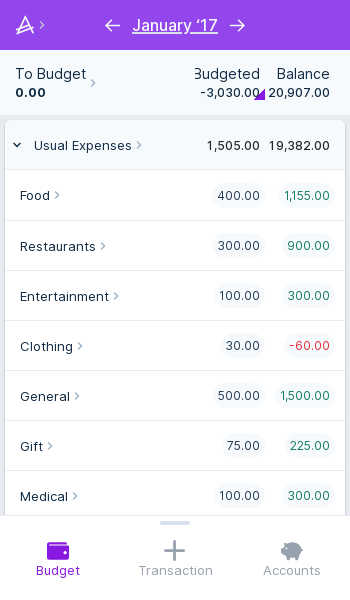 January ‘17
To Budget Budgeted Balance
0.00 -3,030.00 20,907.00
Usual Expenses 1,505.00 19,382.00
Food 400.00 1,155.00
Restaurants 300.00 900.00
Entertainment 100.00 300.00
Clothing 30.00 -60.00
General 500.00 1,500.00
Gift 75.00 225.00
Medical 100.00 300.00
Budget Transaction Accounts